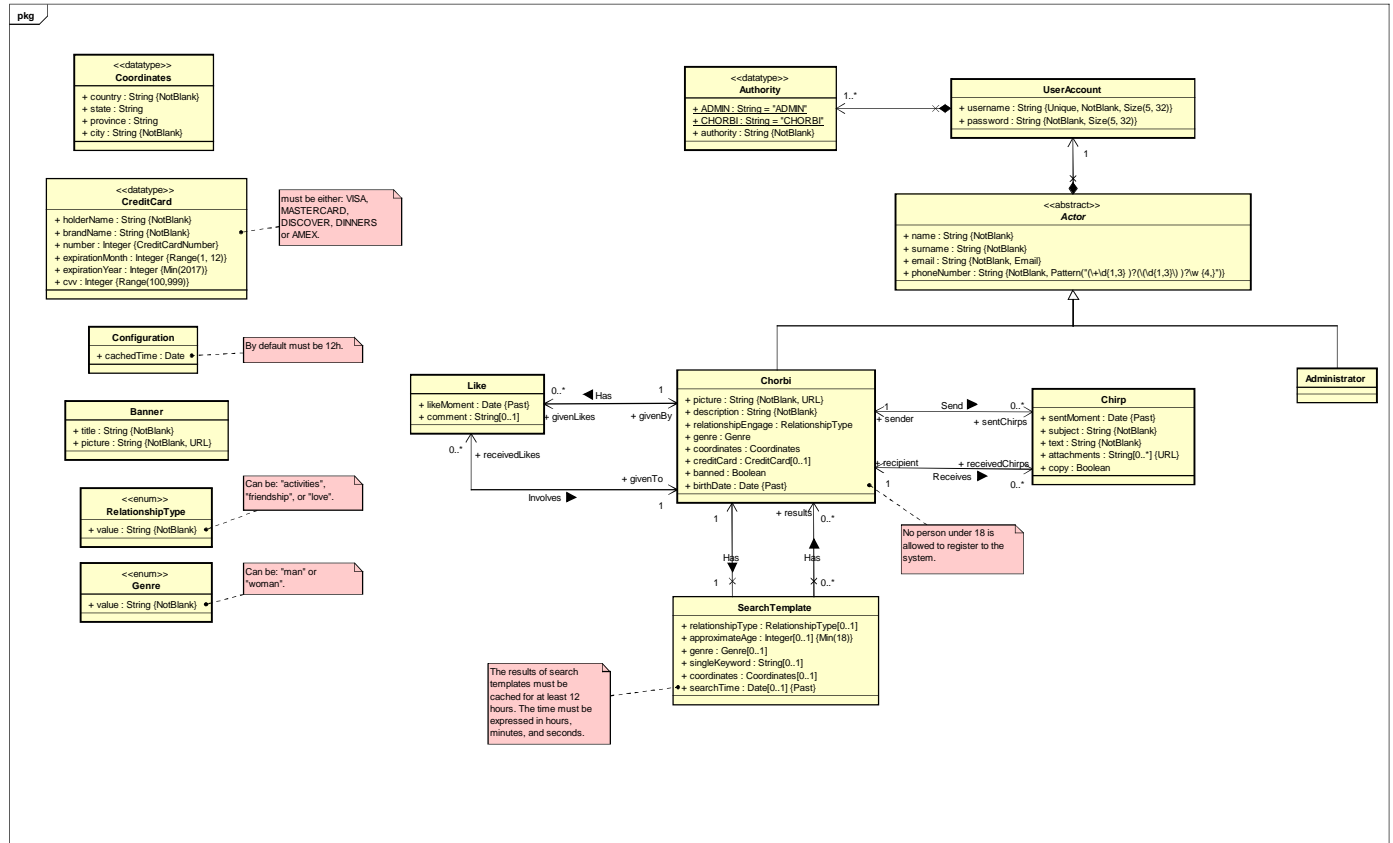 pkg
<<datatype>>
Coordinates
+ country : String {NotBlank}
+ state : String
+ province : String
+ city : String {NotBlank}
<<datatype>>
Authority
+ ADMIN : String = "ADMIN"
+ CHORBI : String = "CHORBI"
+ authority : String {NotBlank}
1..*
UserAccount
+ username : String {Unique, NotBlank, Size(5, 32)}
+ password : String {NotBlank, Size(5, 32)}
1
<<datatype>>
CreditCard
+ holderName : String {NotBlank}
+ brandName : String {NotBlank}
+ number : Integer {CreditCardNumber}
+ expirationMonth : Integer {Range(1, 12)}
+ expirationYear : Integer {Min(2017)}
+ cvv : Integer {Range(100,999)}
must be either: VISA,
MASTERCARD,
DISCOVER, DINNERS
or AMEX.
<<abstract>>
Actor
+ name : String {NotBlank}
+ surname : String {NotBlank}
+ email : String {NotBlank, Email}
+ phoneNumber : String {NotBlank, Pattern("(\+\d{1,3} )?(\(\d{1,3}\) )?\w {4,}")}
Configuration
+ cachedTime : Date
By default must be 12h.
Banner
+ title : String {NotBlank}
+ picture : String {NotBlank, URL}
<<enum>>
RelationshipType
+ value : String {NotBlank}
Can be: "activities",
"friendship", or "love".
<<enum>>
Genre
+ value : String {NotBlank}
Can be: "man" or
"woman".
Like
+ likeMoment : Date {Past}
+ comment : String[0..1]
0..*
Has
1
+ givenLikes
+ givenBy
0..*
+ receivedLikes
+ givenTo
Involves
1
Chorbi
+ picture : String {NotBlank, URL}
+ description : String {NotBlank}
+ relationshipEngage : RelationshipType
+ genre : Genre
+ coordinates : Coordinates
+ creditCard : CreditCard[0..1]
+ banned : Boolean
+ birthDate : Date {Past}
1
Send
0..*
+ sender
+ sentChirps
+ recipient
+ receivedChirps
1
Receives
0..*
Chirp
+ sentMoment : Date {Past}
+ subject : String {NotBlank}
+ text : String {NotBlank}
+ attachments : String[0..*] {URL}
+ copy : Boolean
Administrator
No person under 18 is
allowed to register to the
system.
1
+ results
0..*
Has
Has
1
0..*
SearchTemplate
+ relationshipType : RelationshipType[0..1]
+ approximateAge : Integer[0..1] {Min(18)}
+ genre : Genre[0..1]
+ singleKeyword : String[0..1]
+ coordinates : Coordinates[0..1]
+ searchTime : Date[0..1] {Past}
The results of search
templates must be
cached for at least 12
hours. The time must be
expressed in hours,
minutes, and seconds.